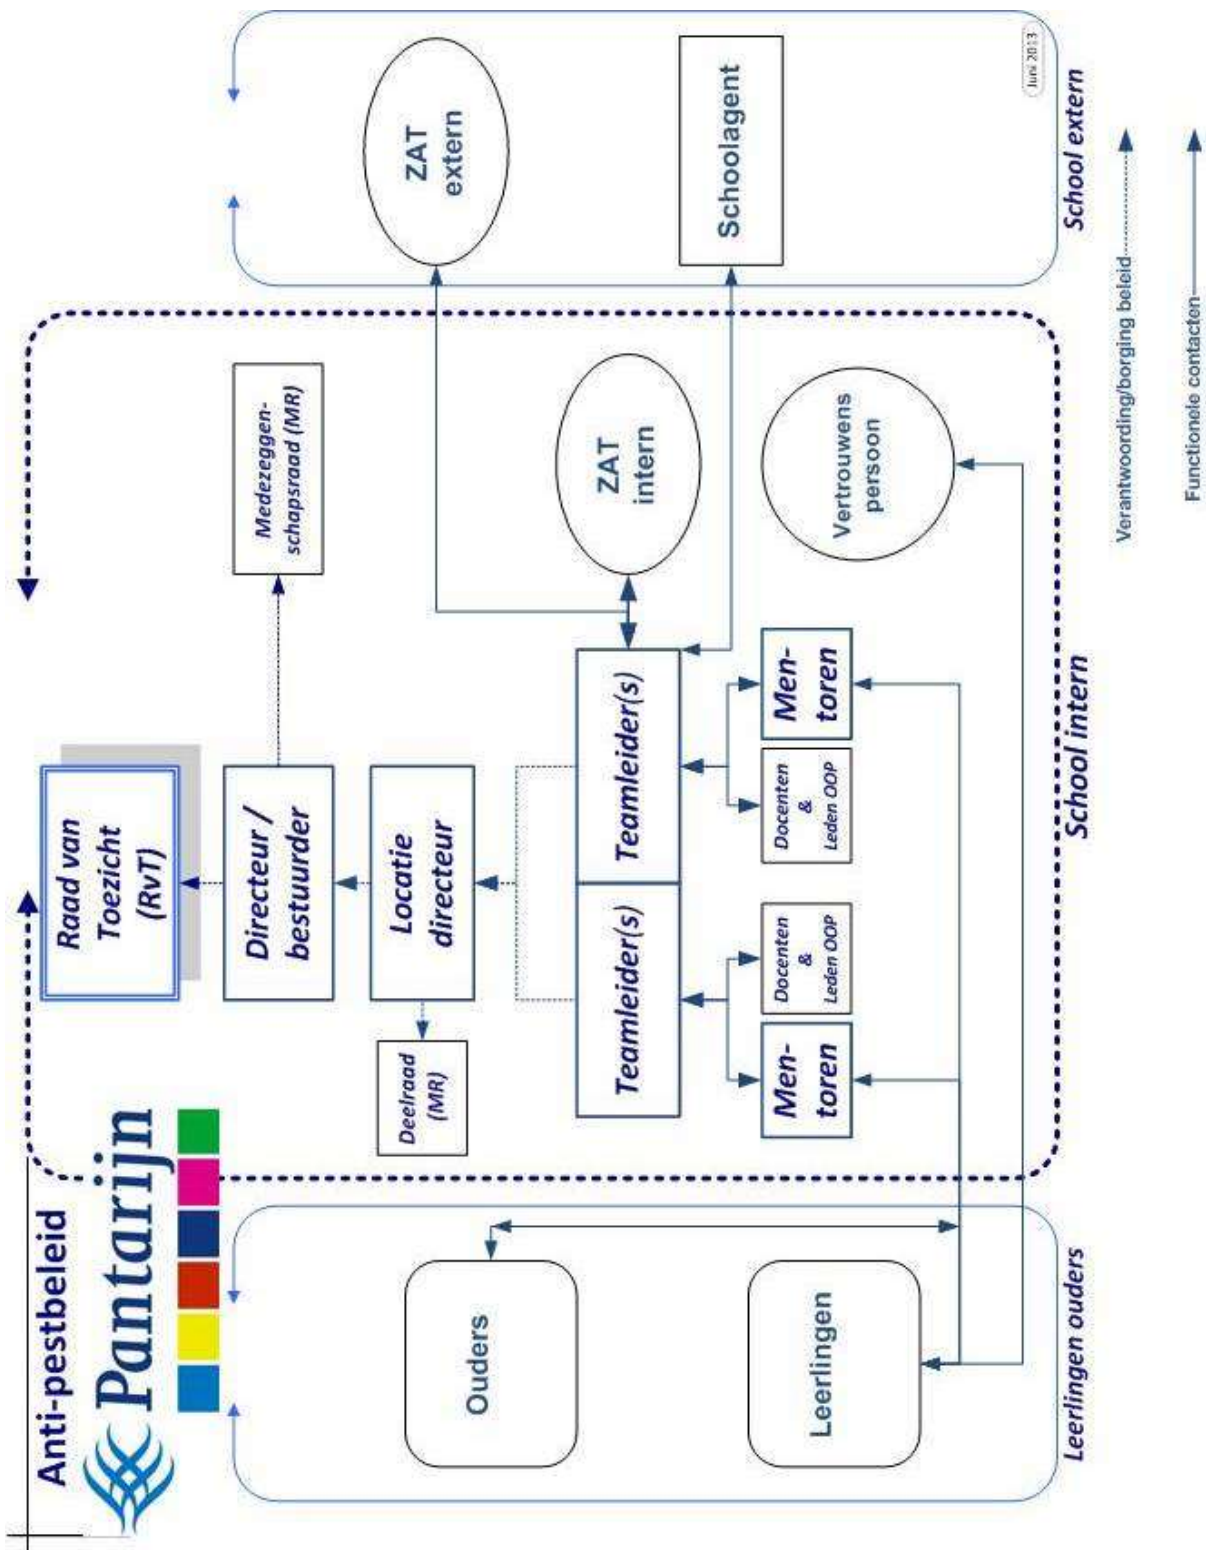 Anti-pestbeleid
Pantarijn
Raad van
Toezicht
(RvT)
Directeur /
bestuurder
Medezeggen-
schapsraad (MR)
Locatie
directeur
Deelraad
(MR)
Teamleider(s)
Teamleider(s)
ZAT
intern
ZAT
extern
Schoolagent
Men-
toren
Docenten
&
Leden OOP
Docenten
&
Leden OOP
Men-
toren
Vertrouwens
persoon
Ouders
Leerlingen
Juni 2013
Leerlingen ouders
School intern
School extern
Verantwoording/borging beleid
Functionele contacten